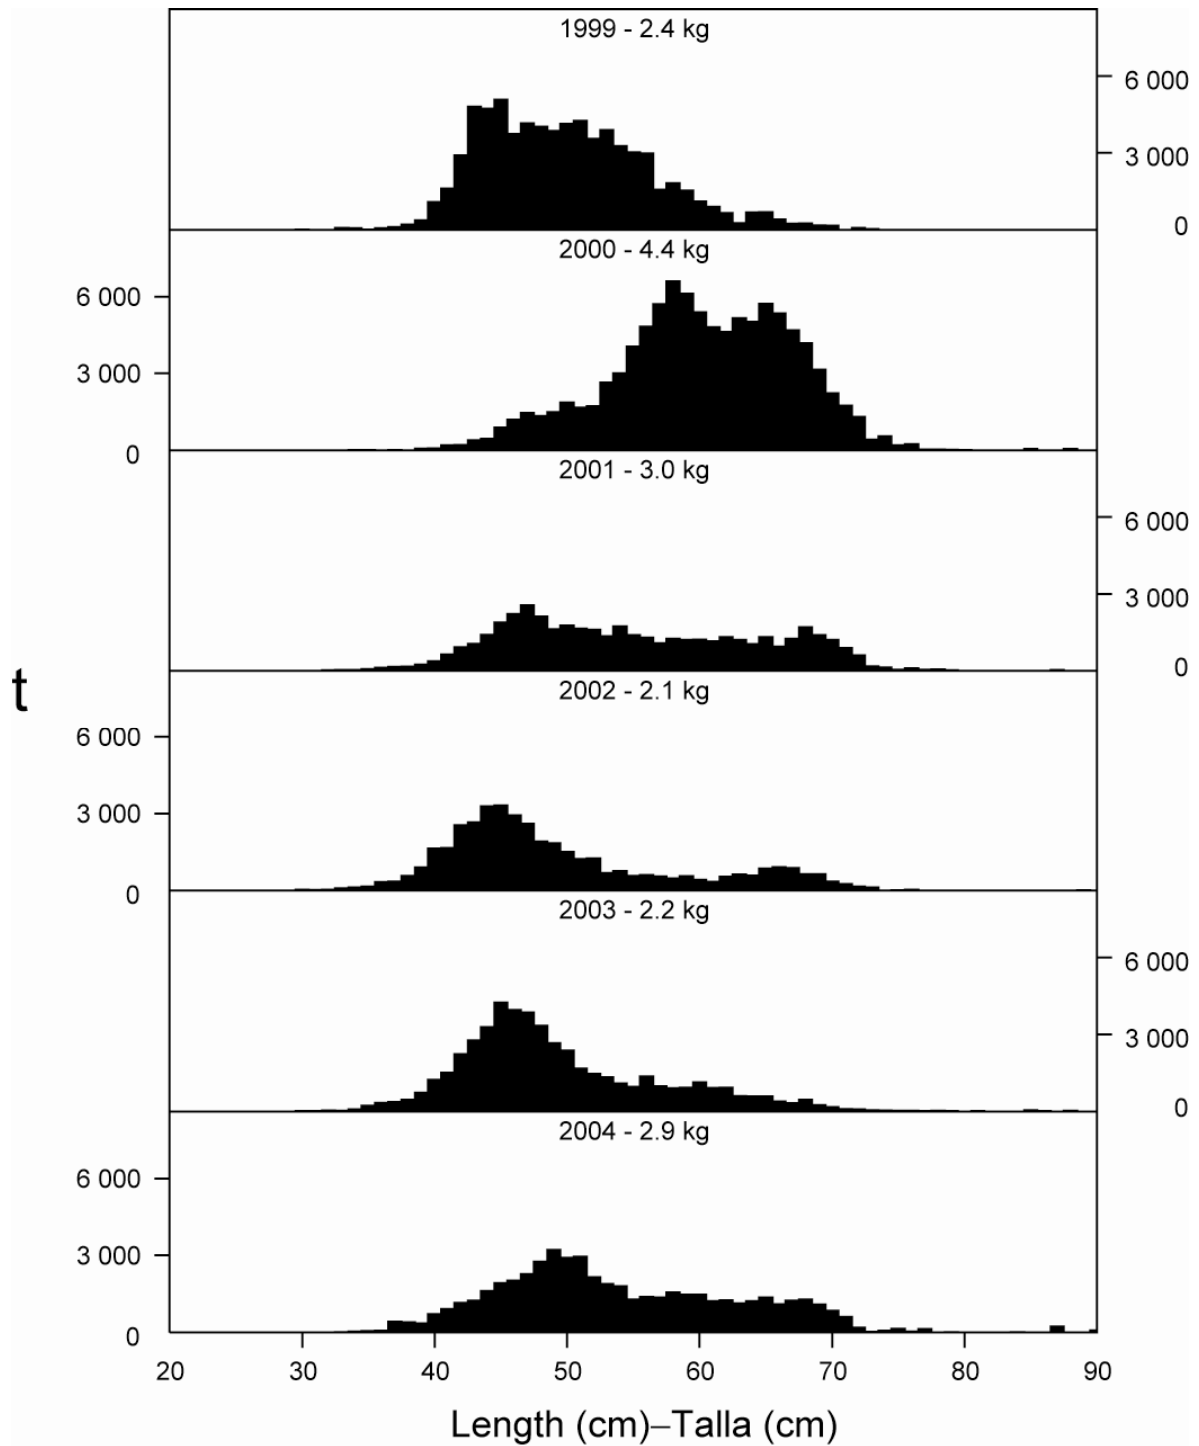 1999 - 2.4 kg
6 000
3 000
0
2000 - 4.4 kg
6 000
3 000
0
2001 - 3.0 kg
6 000
3 000
0
t
2002 - 2.1 kg
6 000
3 000
0
2003 - 2.2 kg
6 000
3 000
0
2004 - 2.9 kg
6 000
3 000
0
20 30 40 50 60 70 80 90
Length (cm)–Talla (cm)